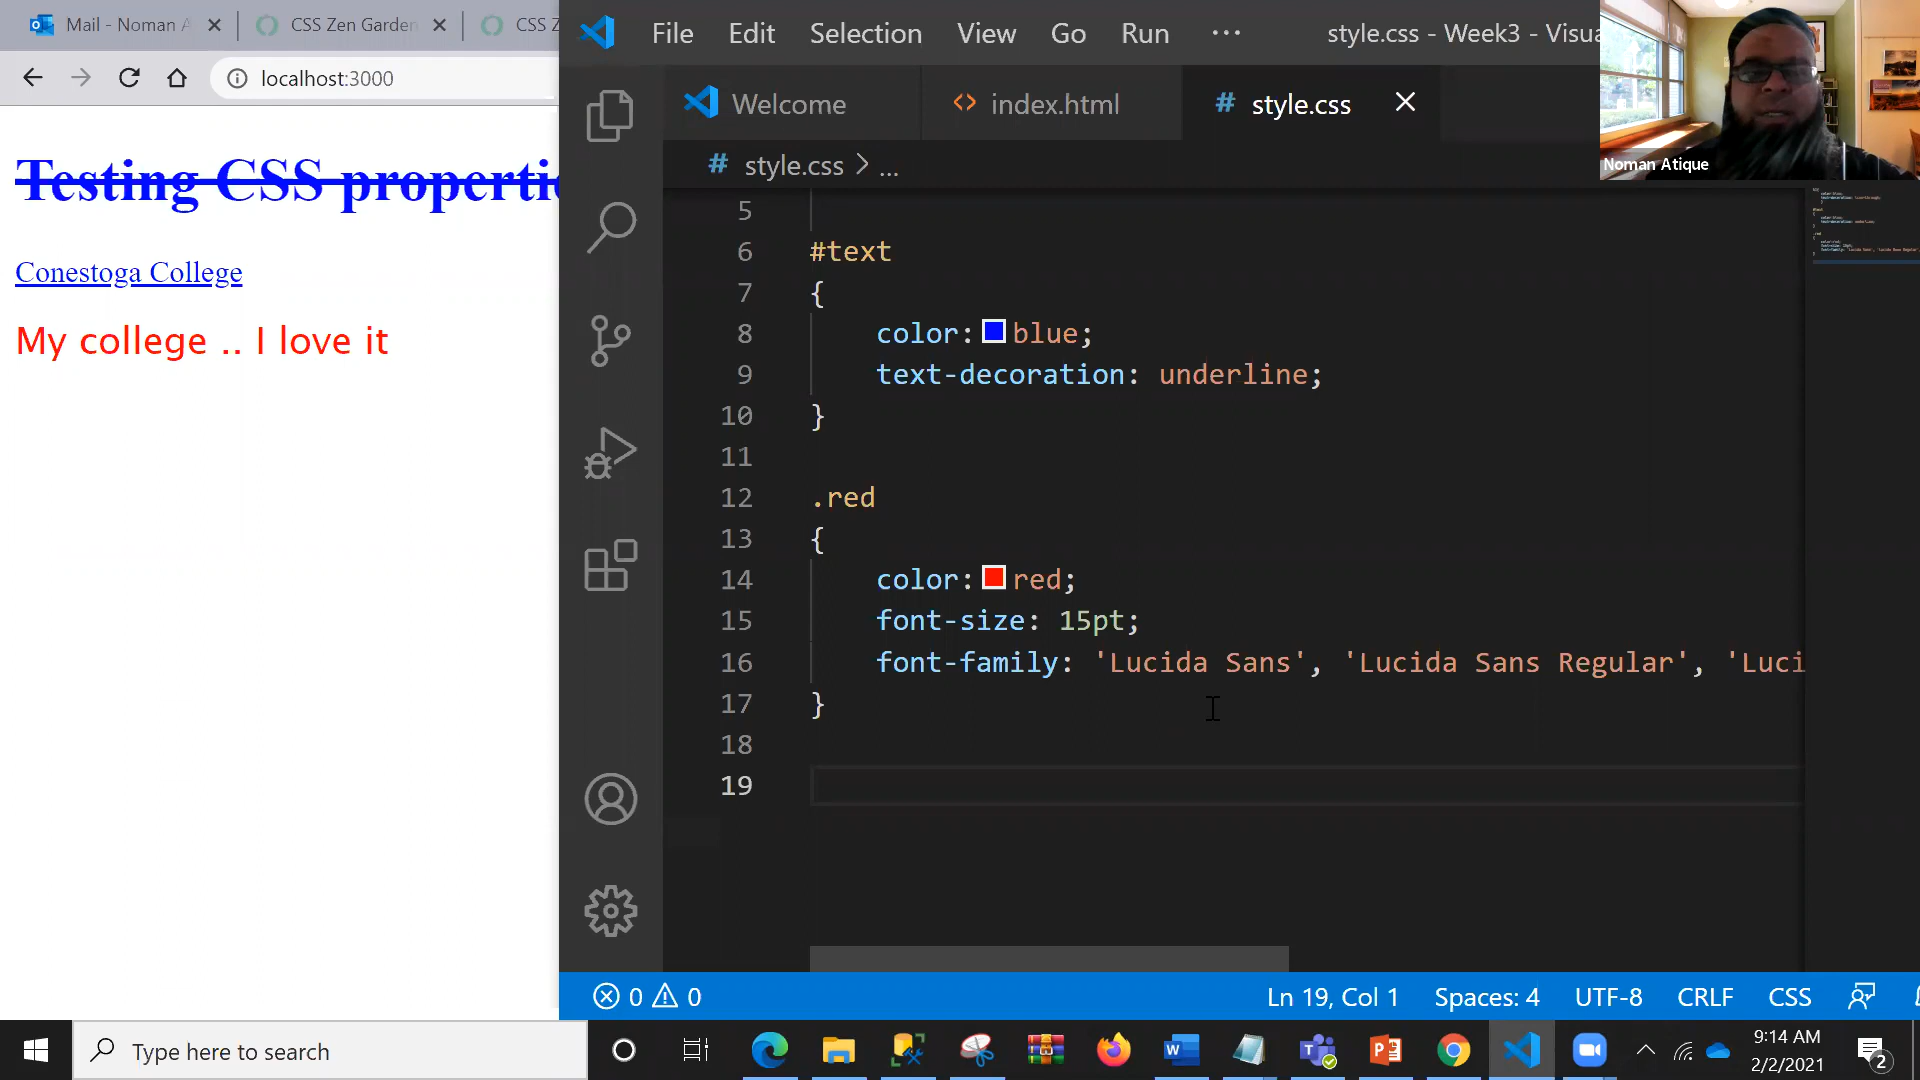 Mail - Noman A
CSS Zen Garden
CSS Z
localhost:3000
Testing CSS propertie
Conestoga College
My college .. I love it
File Edit Selection View Go Run ··· style.css - Week3 - Visua
Welcome
index.html
# style.css
# style.css > ...
5
6 #text
7 {
8 color: blue;
9 text-decoration: underline;
10 }
11
12 .red
13 {
14 color: red;
15 font-size: 15pt;
16 font-family: 'Lucida Sans', 'Lucida Sans Regular', 'Luci
17 }
18
19
Noman Atique
0 0 Ln 19, Col 1 Spaces: 4 UTF-8 CRLF CSS
Type here to search
9:14 AM
2/2/2021
2